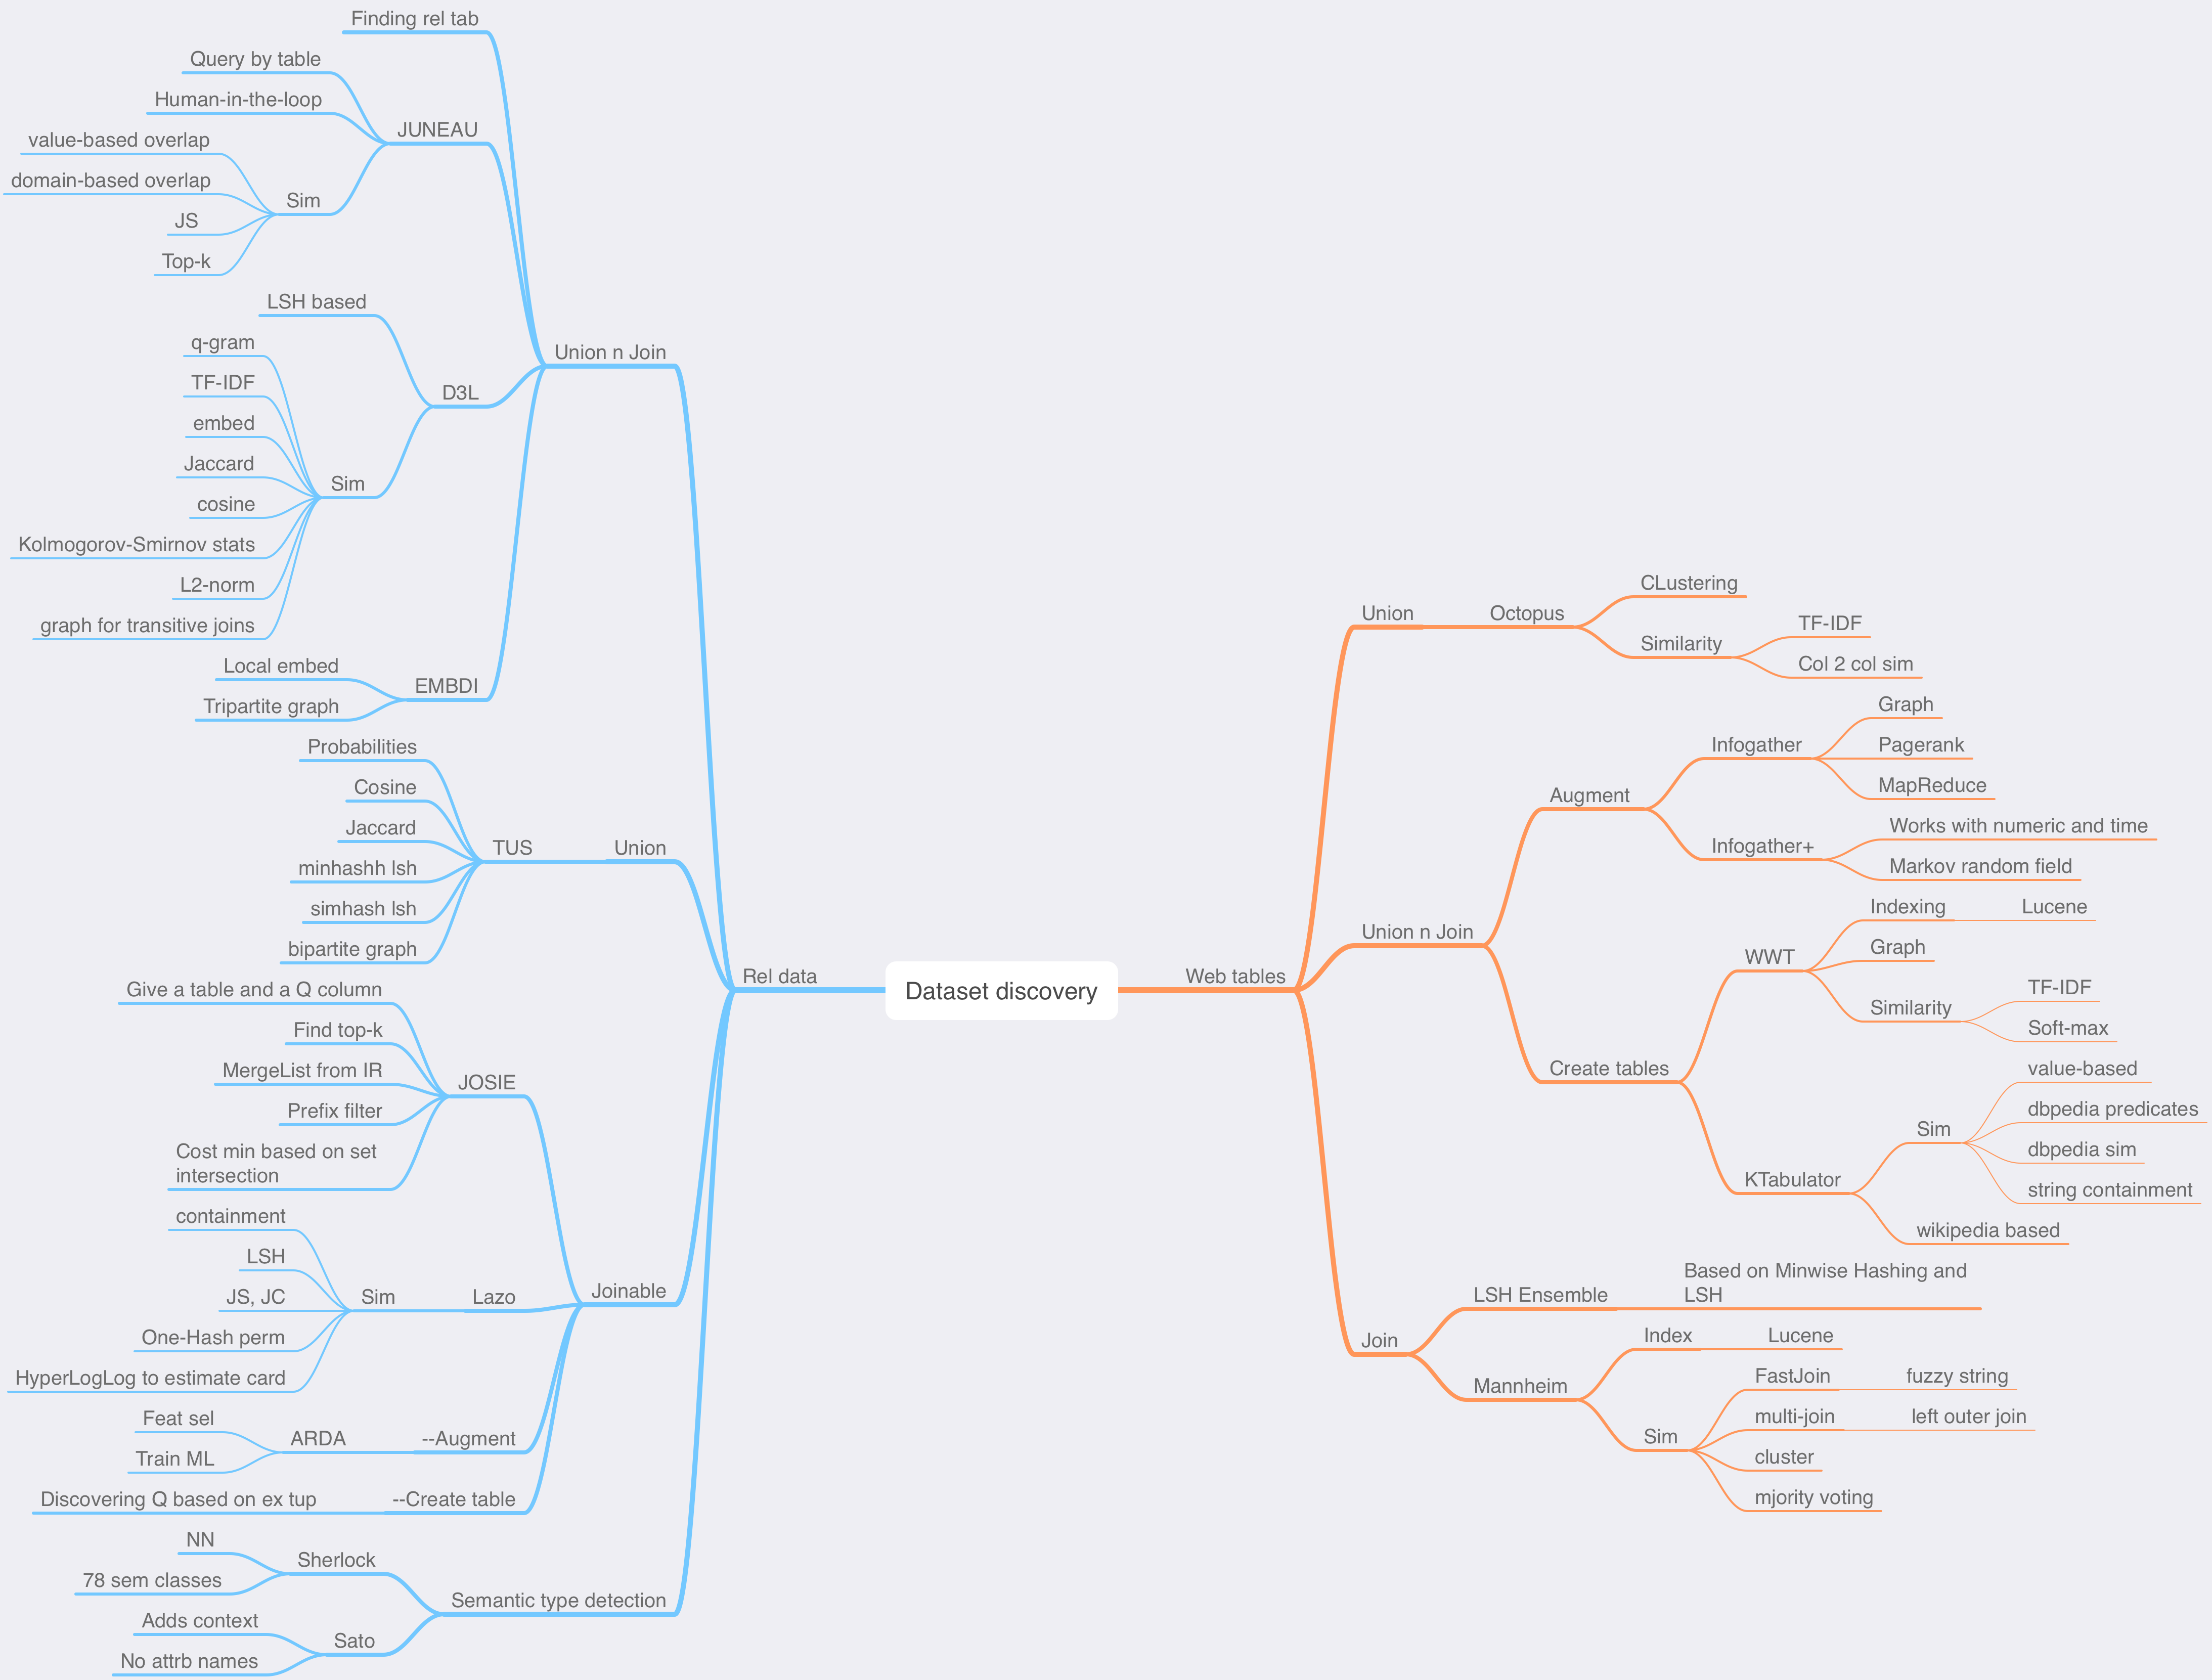 Finding rel tab
Query by table
Human-in-the-loop
JUNEAU
value-based overlap
domain-based overlap
Sim
JS
Top-k
LSH based
Union n Join
q-gram
TF-IDF
D3L
embed
Jaccard
Sim
cosine
Kolmogorov-Smirnov stats
L2-norm
graph for transitive joins
Local embed
EMBDI
Tripartite graph
Probabilities
Cosine
Jaccard
TUS
Union
minhashh lsh
simhash lsh
bipartite graph
Rel data
Give a table and a Q column
Find top-k
MergeList from IR
JOSIE
Prefix filter
Cost min based on set
intersection
containment
LSH
Joinable
JS, JC
Sim
Lazo
One-Hash perm
HyperLogLog to estimate card
Feat sel
ARDA
--Augment
Train ML
Discovering Q based on ex tup
--Create table
NN
Sherlock
78 sem classes
Semantic type detection
Adds context
Sato
No attrb names
Dataset discovery
Web tables
Union
Octopus
CLustering
Similarity
TF-IDF
Col 2 col sim
Union n Join
Augment
Infogather
Graph
Pagerank
MapReduce
Infogather+
Works with numeric and time
Markov random field
Create tables
WWT
Indexing
Lucene
Graph
Similarity
TF-IDF
Soft-max
KTabulator
Sim
value-based
dbpedia predicates
dbpedia sim
string containment
wikipedia based
Join
LSH Ensemble
Based on Minwise Hashing and
LSH
Mannheim
Index
Lucene
Sim
FastJoin
fuzzy string
multi-join
left outer join
cluster
mjority voting